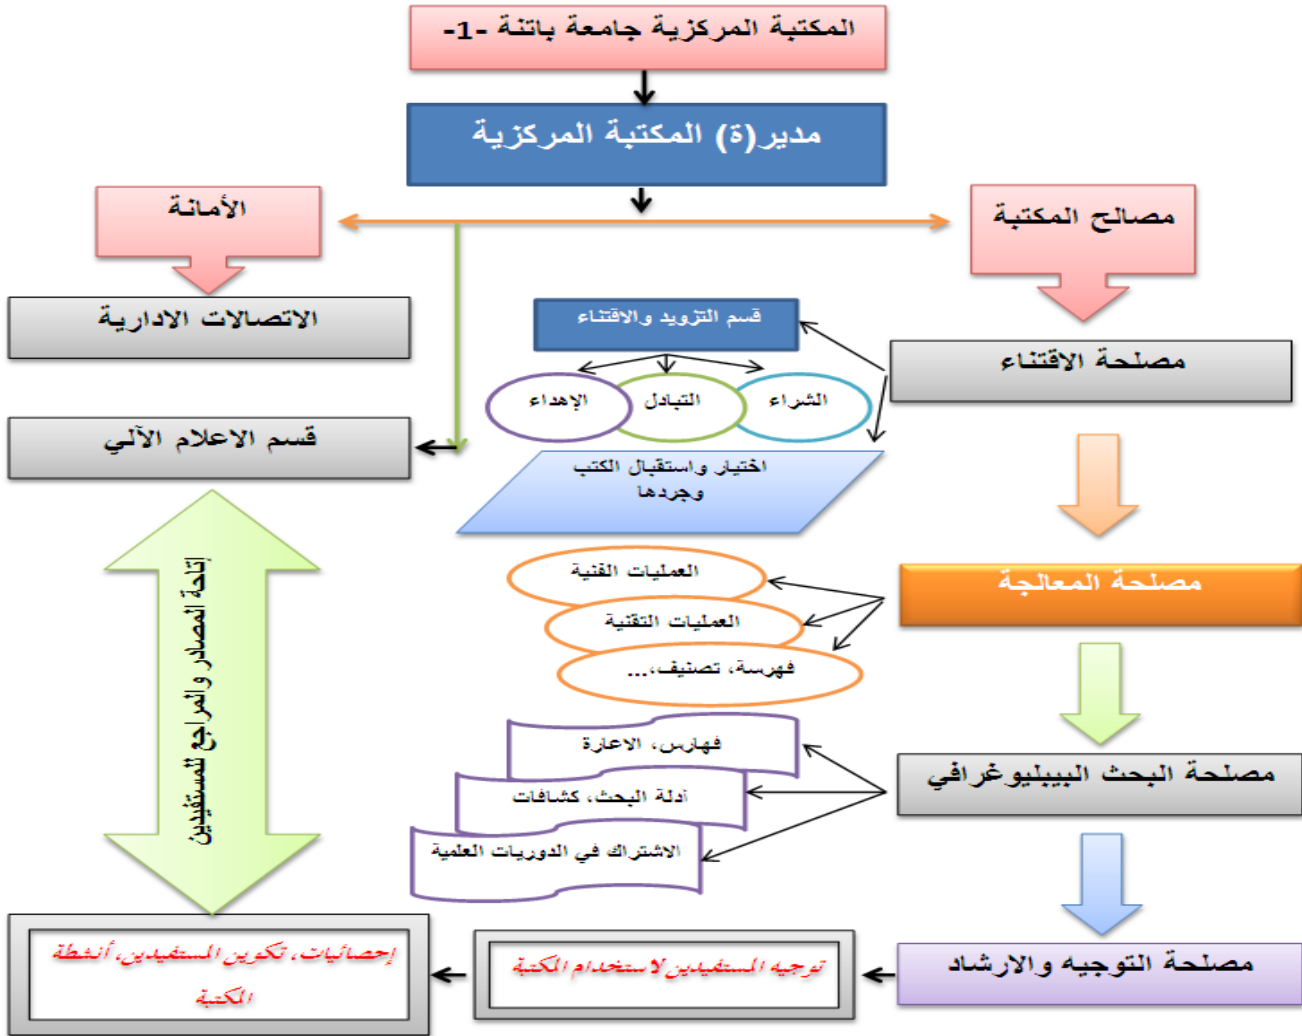 المكتبة المركزية جامعة باتنة -1-
مدير(ة) المكتبة المركزية
مصالح المكتبة
الأمانة
الاتصالات الادارية
قسم التزويد والاقتناء
مصلحة الاقتناء
الشراء
التبادل
الإهداء
قسم الاعلام الآلي
اختيار واستقبال الكتب
وجردها
مصلحة المعالجة
العمليات الفنية
العمليات التقنية
فهرسة، تصنيف،...
إتاحة المصادر والمراجع للمستفيدين
مصلحة البحث البيبليوغرافي
فهارس، الاعارة
أدلة البحث، كشافات
الاشتراك في الدوريات العلمية
مصلحة التوجيه والارشاد
توجيه المستفيدين لاستخدام المكتبة
إحصائيات، تكوين المستفيدين، أنشطة
المكتبة